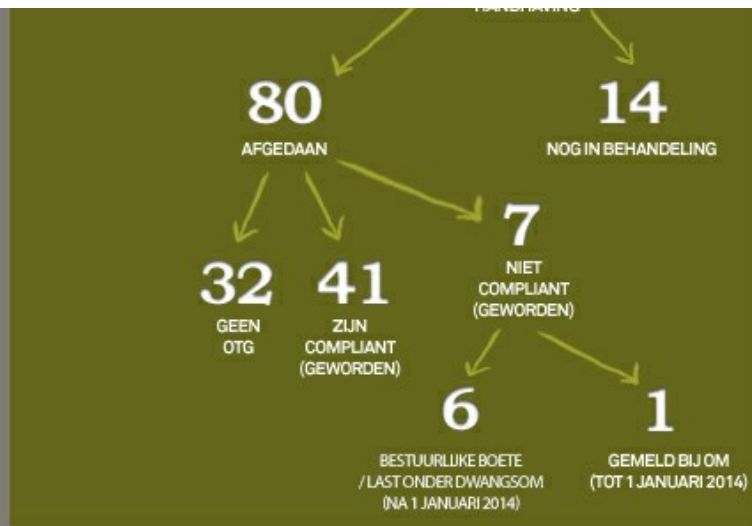 HANDHAVING
80
AFGEDAAN
14
NOG IN BEHANDELING
32
GEEN
OTG
41
ZIJN
COMPLIANT
(GEWORDEN)
7
NIET
COMPLIANT
(GEWORDEN)
6
BESTUURLIJKE BOETE
/ LAST ONDER DWANGSOM
(NA 1 JANUARI 2014)
1
GEMELD BIJ OM
(TOT 1 JANUARI 2014)